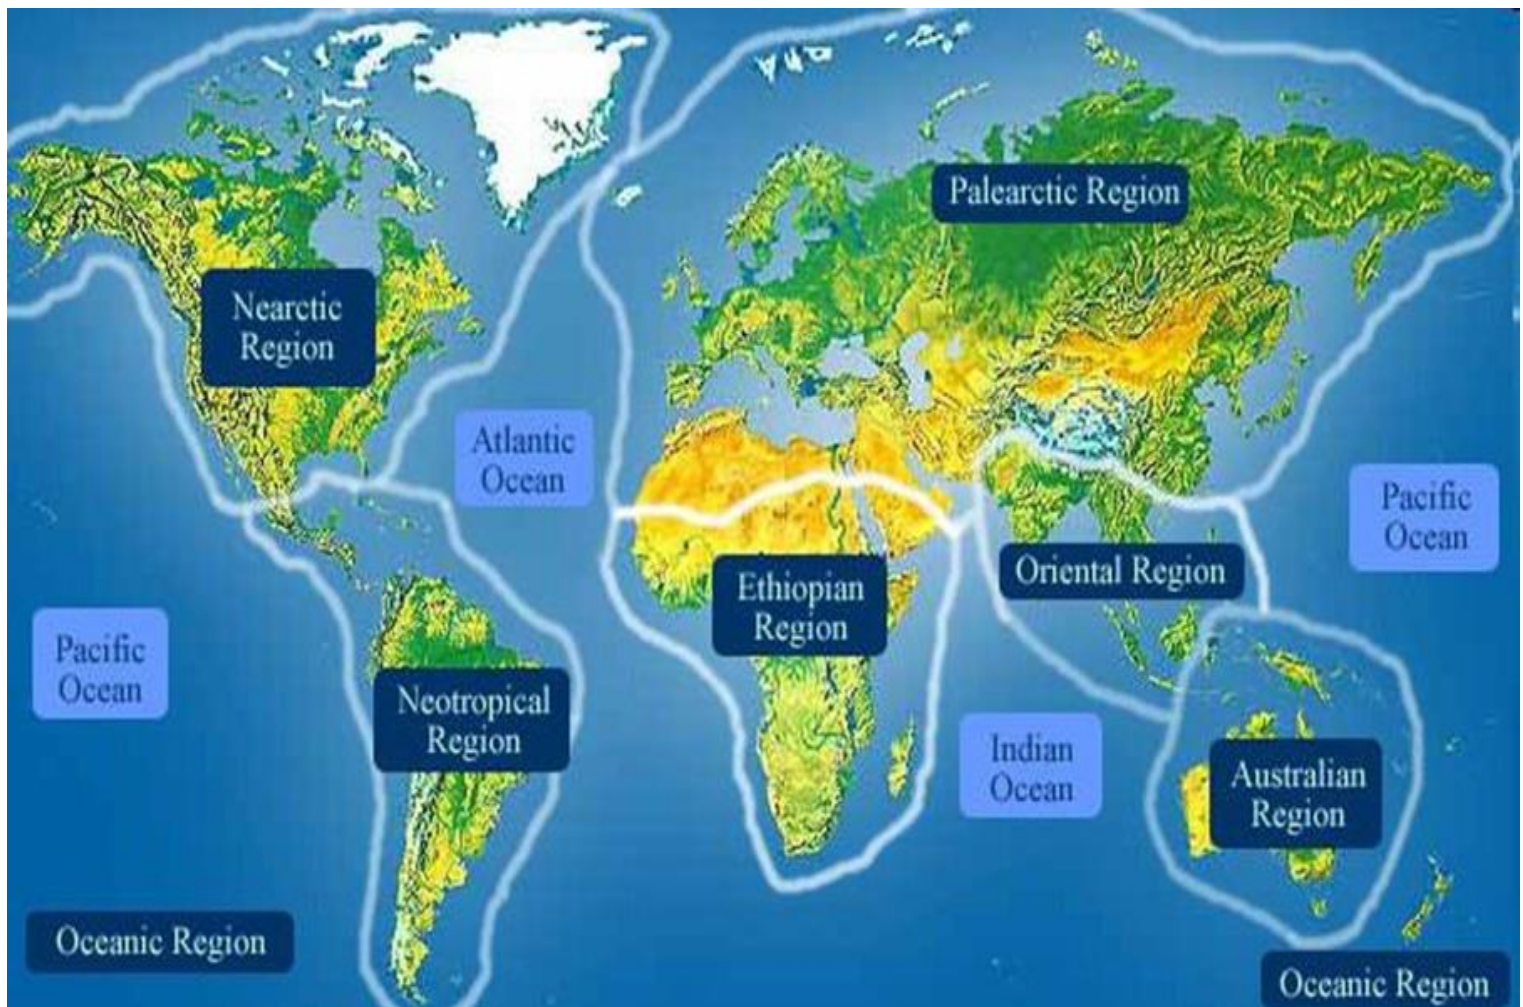 Palearctic Region
Nearctic
Region
Atlantic
Ocean
Pacific
Ocean
Oriental Region
Ethiopian
Region
Pacific
Ocean
Neotropical
Region
Indian
Ocean
Australian
Region
Oceanic Region
Oceanic Region